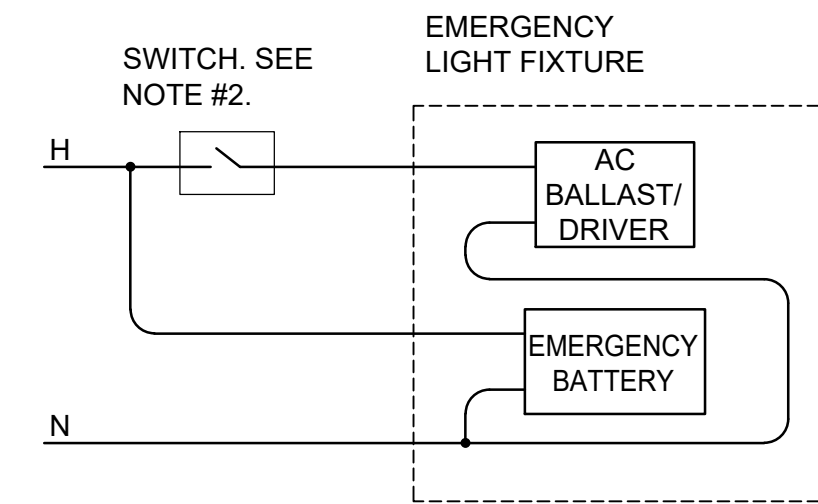 EMERGENCY
LIGHT FIXTURE
SWITCH. SEE
NOTE #2.
H
AC
BALLAST/
DRIVER
EMERGENCY
BATTERY
N